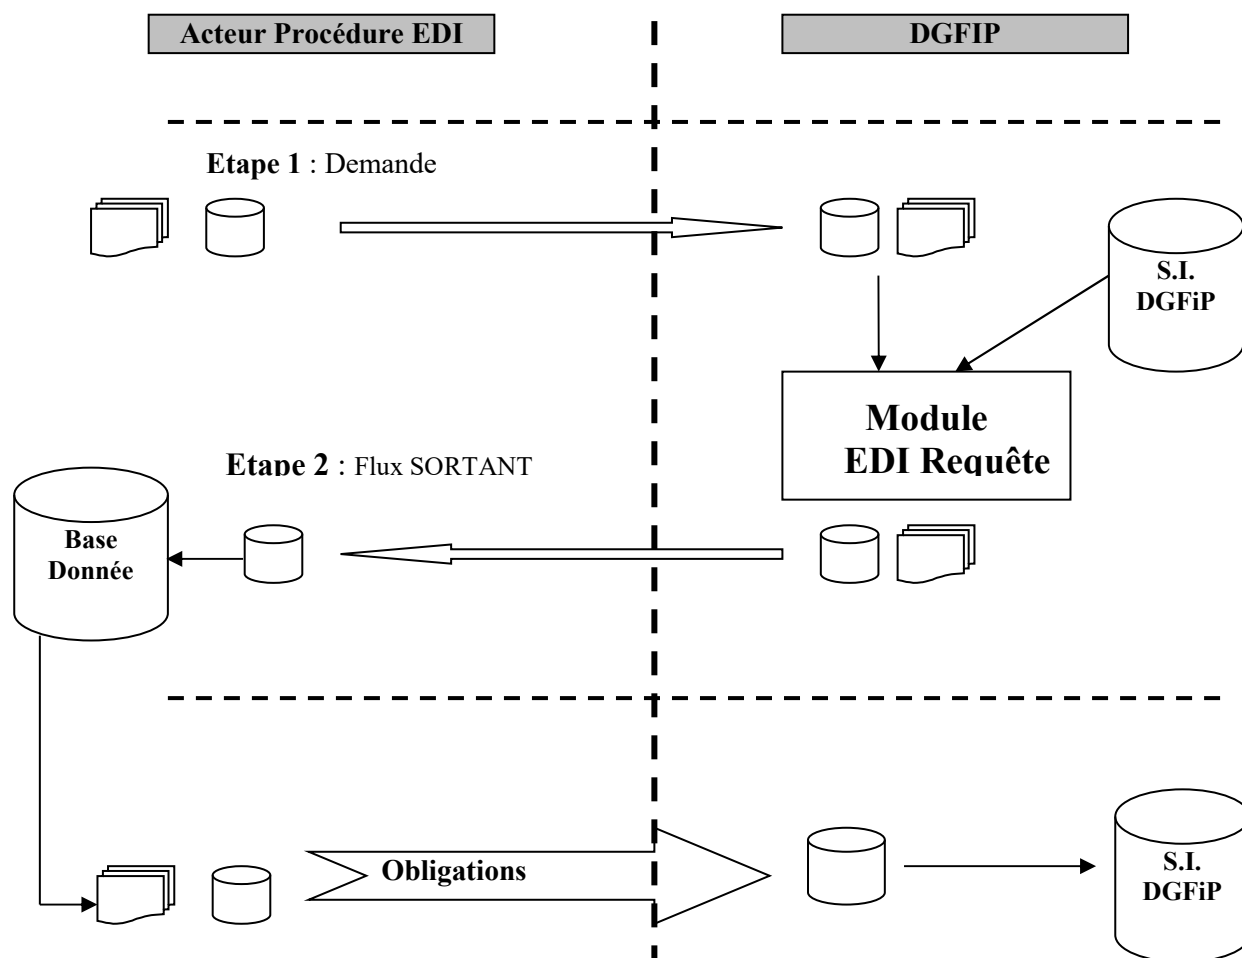 Acteur Procédure EDI
DGFIP
Etape 1 : Demande
S.I.
DGFiP
Module
EDI Requête
Etape 2 : Flux SORTANT
Base
Donnée
Obligations
S.I.
DGFiP